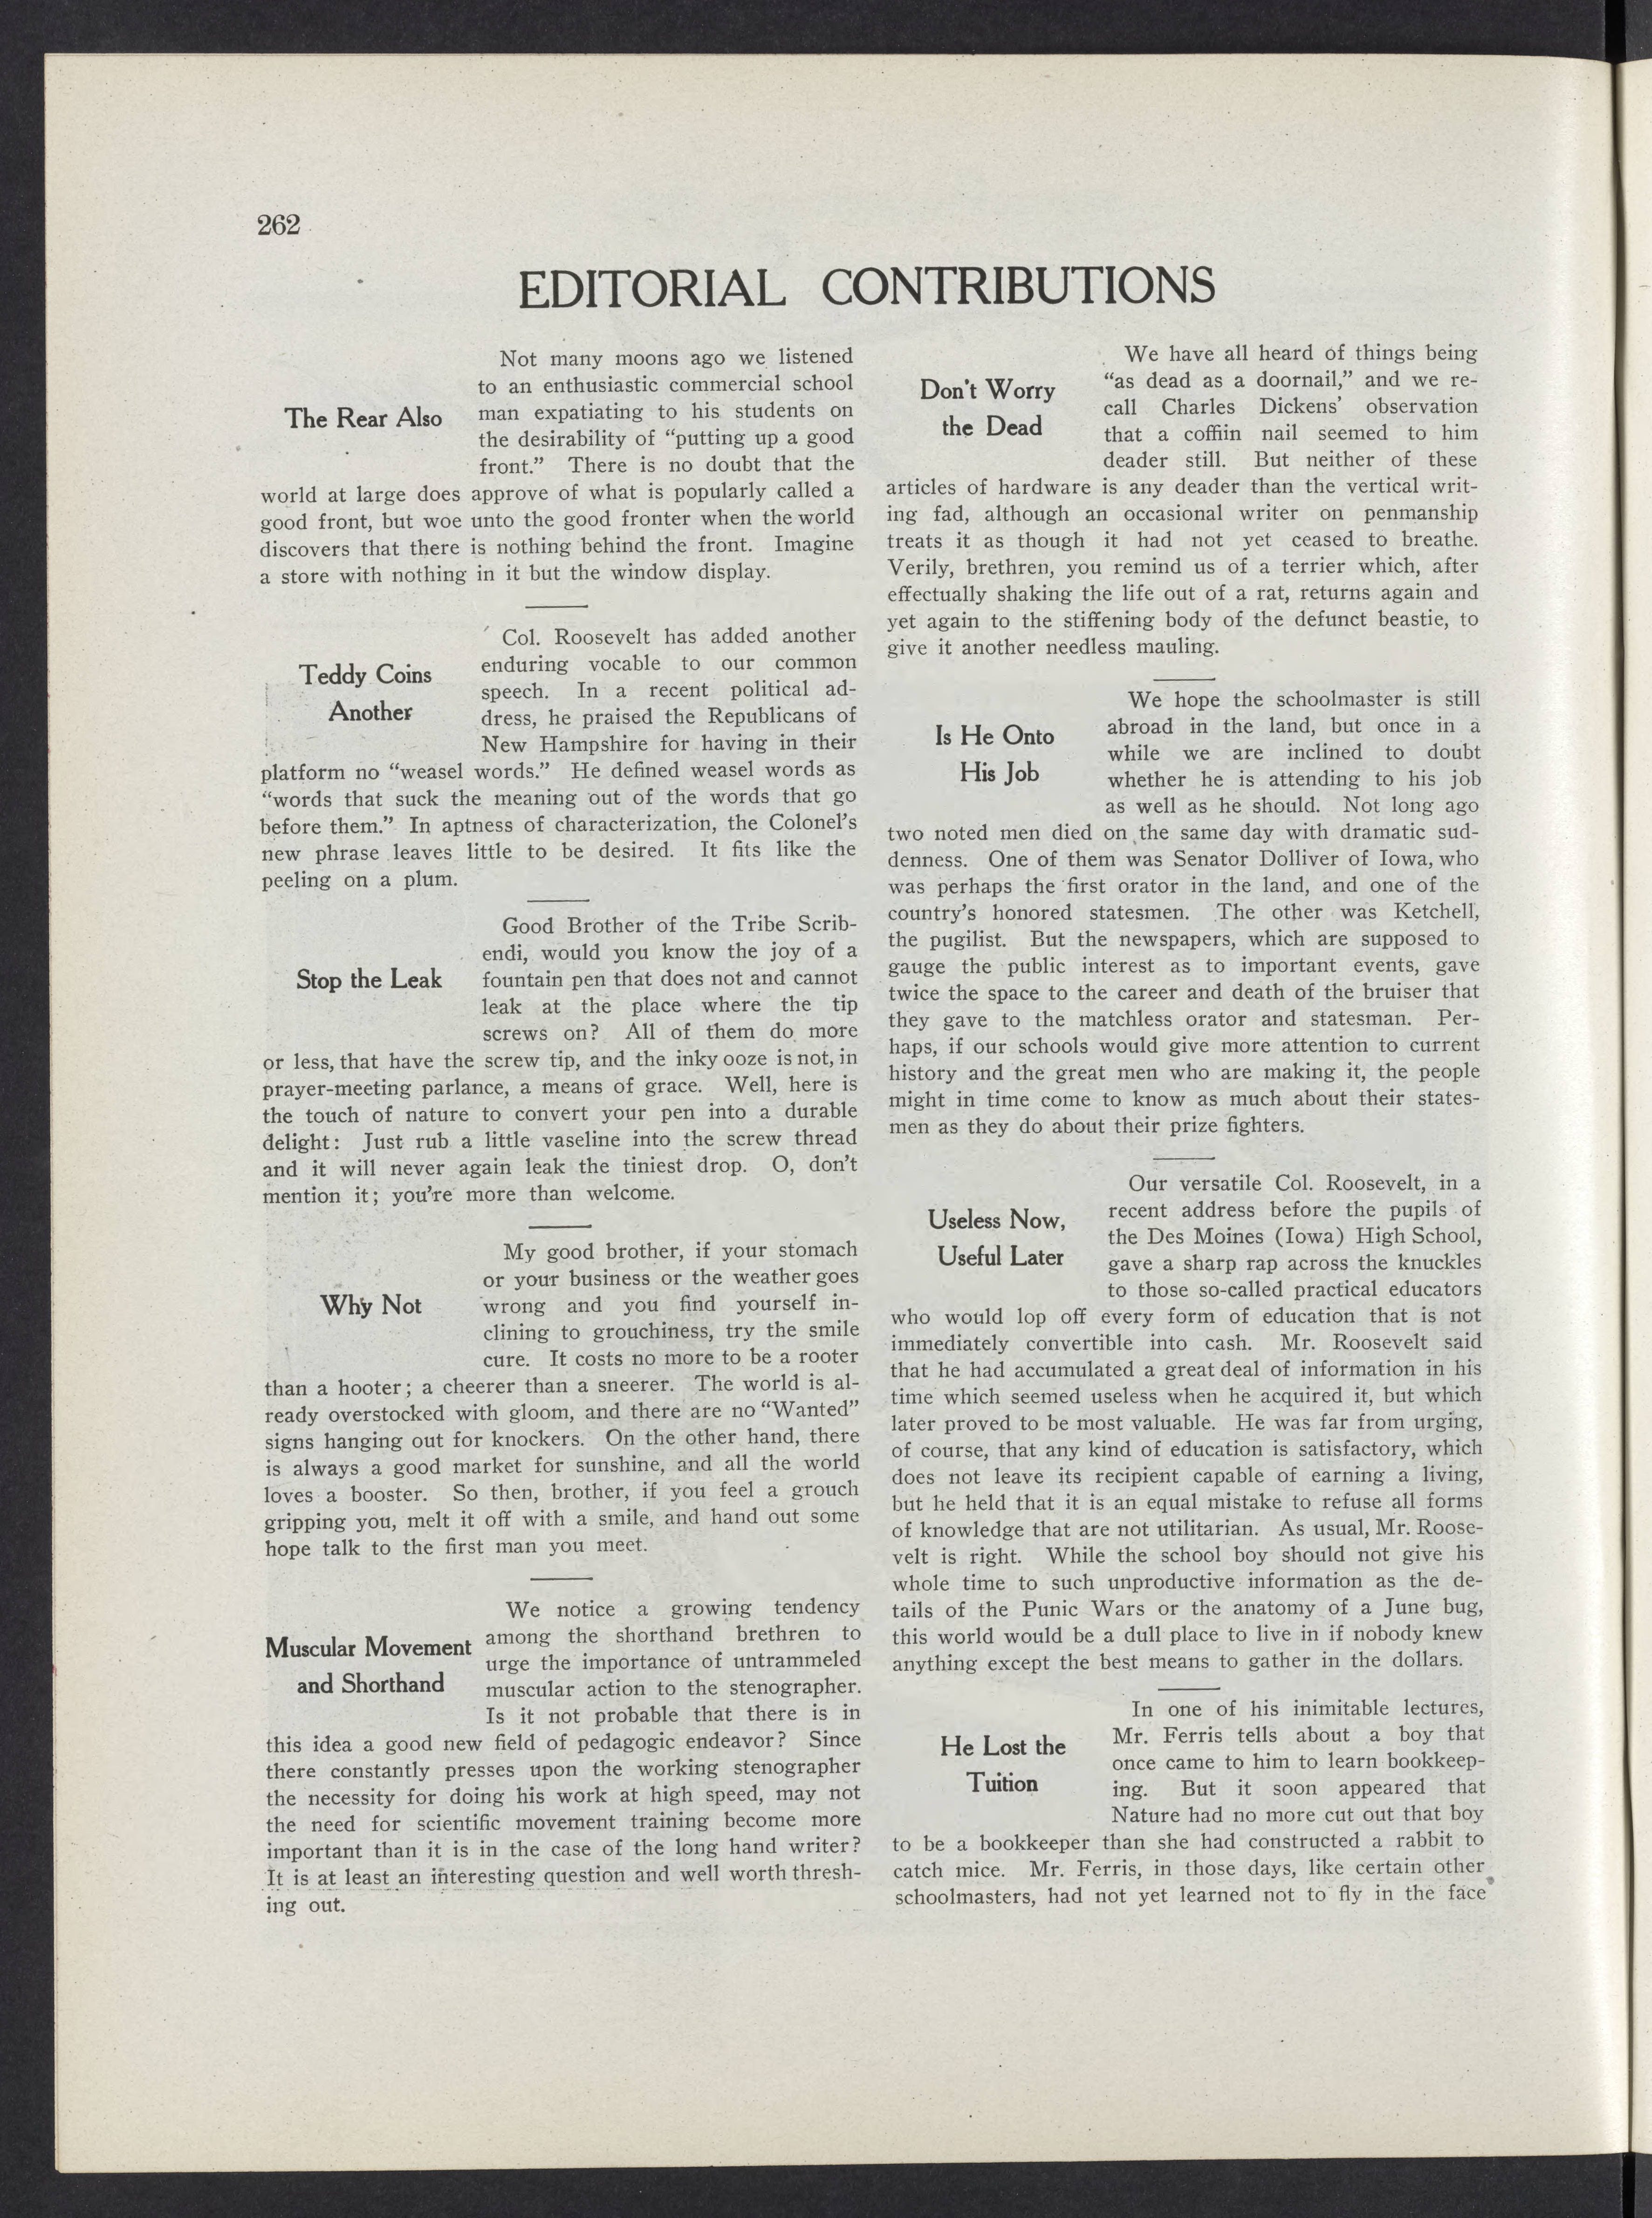 262
EDITORIAL CONTRIBUTIONS
The Rear Also
Not many moons ago we listened
to an enthusiastic commercial school
man expatiating to his students on
the desirability of “putting up a good
front.” There is no doubt that the
world at large does approve of what is popularly called a
good front, but woe unto the good fronter when the world
discovers that there is nothing behind the front. Imagine
a store with nothing in it but the window display.
Teddy Coins
Another
Col. Roosevelt has added another
enduring vocable to our common
speech. In a recent political ad-
dress, he praised the Republicans of
New Hampshire for having in their
platform no “weasel words.” He defined weasel words as
“words that suck the meaning out of the words that go
before them.” In aptness of characterization, the Colonel’s
new phrase leaves little to be desired. It fits like the
peeling on a plum.
Stop the Leak
Good Brother of the Tribe Scrib-
endi, would you know the joy of a
fountain pen that does not and cannot
leak at the place where the tip
screws on? All of them do more
or less, that have the screw tip, and the inky ooze is not, in
prayer-meeting parlance, a means of grace. Well, here is
the touch of nature to convert your pen into a durable
delight: Just rub a little vaseline into the screw thread
and it will never again leak the tiniest drop. O, don’t
mention it; you’re more than welcome.
Why Not
My good brother, if your stomach
or your business or the weather goes
wrong and you find yourself in-
clining to grouchiness, try the smile
cure. It costs no more to be a rooter
than a hooter; a cheerer than a sneerer. The world is al-
ready overstocked with gloom, and there are no “Wanted”
signs hanging out for knockers. On the other hand, there
is always a good market for sunshine, and all the world
loves a booster. So then, brother, if you feel a grouch
gripping you, melt it off with a smile, and hand out some
hope talk to the first man you meet.
Muscular Movement
and Shorthand
We notice a growing tendency
among the shorthand brethren to
urge the importance of untrammeled
muscular action to the stenographer.
Is it not probable that there is in
this idea a good new field of pedagogic endeavor? Since
there constantly presses upon the working stenographer
the necessity for doing his work at high speed, may not
the need for scientific movement training become more
important than it is in the case of the long hand writer?
It is at least an interesting question and well worth thresh-
ing out.
Don’t Worry
the Dead
We have all heard of things being
“as dead as a doornail,” and we re-
call Charles Dickens’ observation
that a coffiin nail seemed to him
deader still. But neither of these
articles of hardware is any deader than the vertical writ-
ing fad, although an occasional writer on penmanship
treats it as though it had not yet ceased to breathe.
Verily, brethren, you remind us of a terrier which, after
effectually shaking the life out of a rat, returns again and
yet again to the stiffening body of the defunct beastie, to
give it another needless mauling.
Is He Onto
His Job
We hope the schoolmaster is still
abroad in the land, but once in a
while we are inclined to doubt
whether he is attending to his job
as well as he should. Not long ago
two noted men died on the same day with dramatic sud-
denness. One of them was Senator Dolliver of Iowa, who
was perhaps the first orator in the land, and one of the
country’s honored statesmen. The other was Ketchell,
the pugilist. But the newspapers, which are supposed to
gauge the public interest as to important events, gave
twice the space to the career and death of the bruiser that
they gave to the matchless orator and statesman. Per-
haps, if our schools would give more attention to current
history and the great men who are making it, the people
might in time come to know as much about their states-
men as they do about their prize fighters.
Useless Now,
Useful Later
Our versatile Col. Roosevelt, in a
recent address before the pupils of
the Des Moines (Iowa) High School,
gave a sharp rap across the knuckles
to those so-called practical educators
who would lop off every form of education that is not
immediately convertible into cash. Mr. Roosevelt said
that he had accumulated a great deal of information in his
time which seemed useless when he acquired it, but which
later proved to be most valuable. He was far from urging,
of course, that any kind of education is satisfactory, which
does not leave its recipient capable of earning a living,
but he held that it is an equal mistake to refuse all forms
of knowledge that are not utilitarian. As usual, Mr. Roose-
velt is right. While the school boy should not give his
whole time to such unproductive information as the de-
tails of the Punic Wars or the anatomy of a June bug,
this world would be a dull place to live in if nobody knew
anything except the best means to gather in the dollars.
He Lost the
Tuition
In one of his inimitable lectures,
Mr. Ferris tells about a boy that
once came to him to learn bookkeep-
ing. But it soon appeared that
Nature had no more cut out that boy
to be a bookkeeper than she had constructed a rabbit to
catch mice. Mr. Ferris, in those days, like certain other
schoolmasters, had not yet learned not to fly in the face